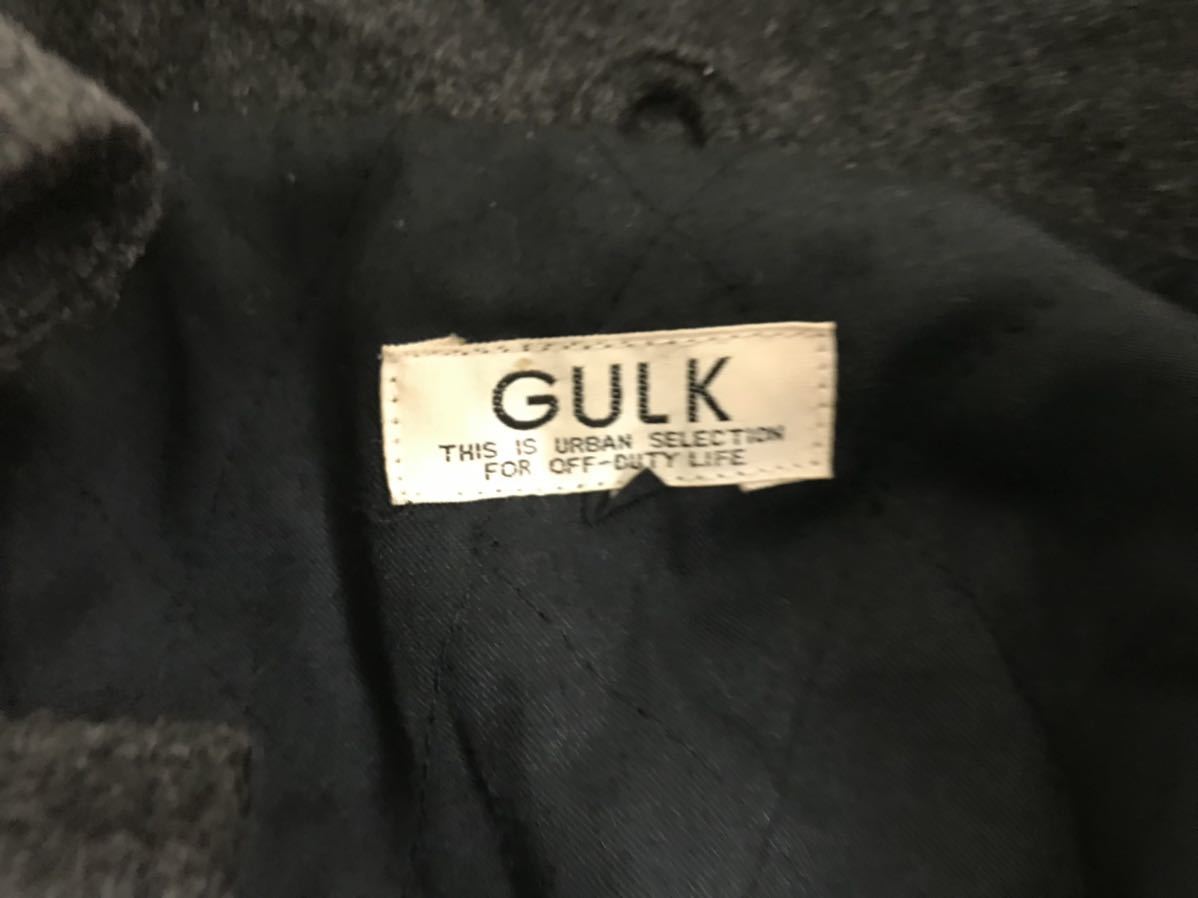 GULK
THIS IS URBAN SELECTION
FOR OFF-DUTY LIFE